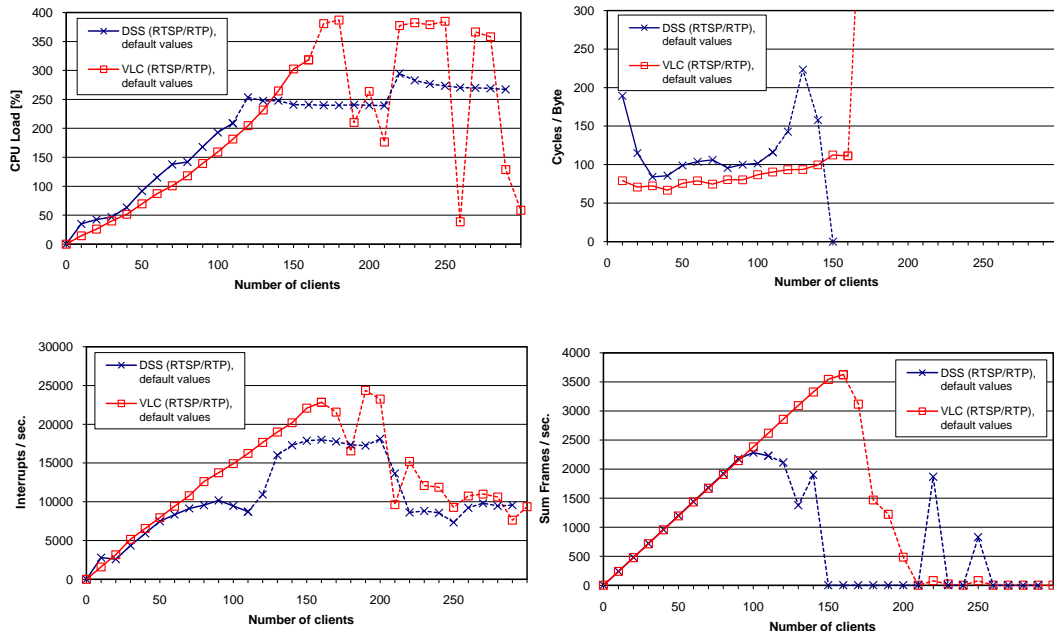 400
350
300
250
200
150
100
50
0
CPU Load [%]
DSS (RTSP/RTP),
default values
VLC (RTSP/RTP),
default values
0 50 100 150 200 250
Number of clients
300
250
200
150
100
50
0
Cycles / Byte
DSS (RTSP/RTP),
default values
VLC (RTSP/RTP),
default values
0 50 100 150 200 250
Number of clients
30000
25000
20000
15000
10000
5000
0
Interrupts / sec.
DSS (RTSP/RTP),
default values
VLC (RTSP/RTP),
default values
0 50 100 150 200 250
Number of clients
4000
3500
3000
2500
2000
1500
1000
500
0
Sum Frames / sec.
DSS (RTSP/RTP),
default values
VLC (RTSP/RTP),
default values
0 50 100 150 200 250
Number of clients